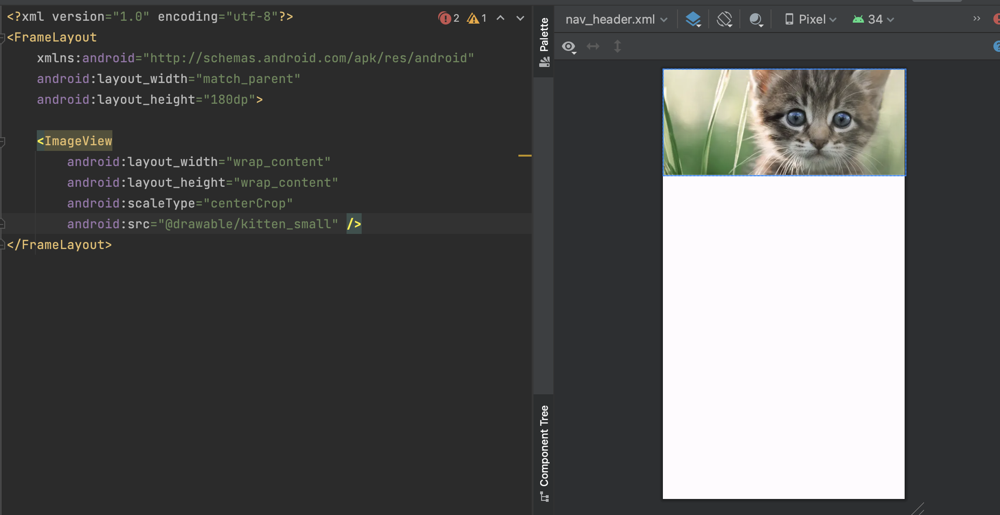 <?xml version="1.0" encoding="utf-8"?>
<FrameLayout
xmlns:android="http://schemas.android.com/apk/res/android"
android:layout_width="match_parent"
android:layout_height="180dp">
<ImageView
android:layout_width="wrap_content"
android:layout_height="wrap_content"
android:scaleType="centerCrop"
android:src="@drawable/kitten_small" />
</FrameLayout>
2 1
Palette
Component Tree
nav_header.xml Pixel 34